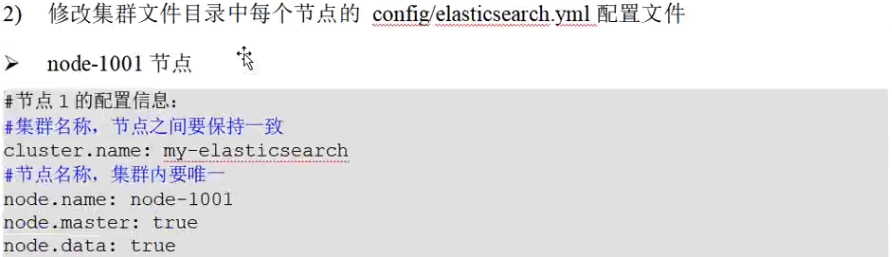 2) 修改集群文件目录中每个节点的 config/elasticsearch.yml 配置文件
➢ node-1001 节点
#节点 1 的配置信息：
#集群名称，节点之间要保持一致
cluster.name: my-elasticsearch
#节点名称，集群内要唯一
node.name: node-1001
node.master: true
node.data: true